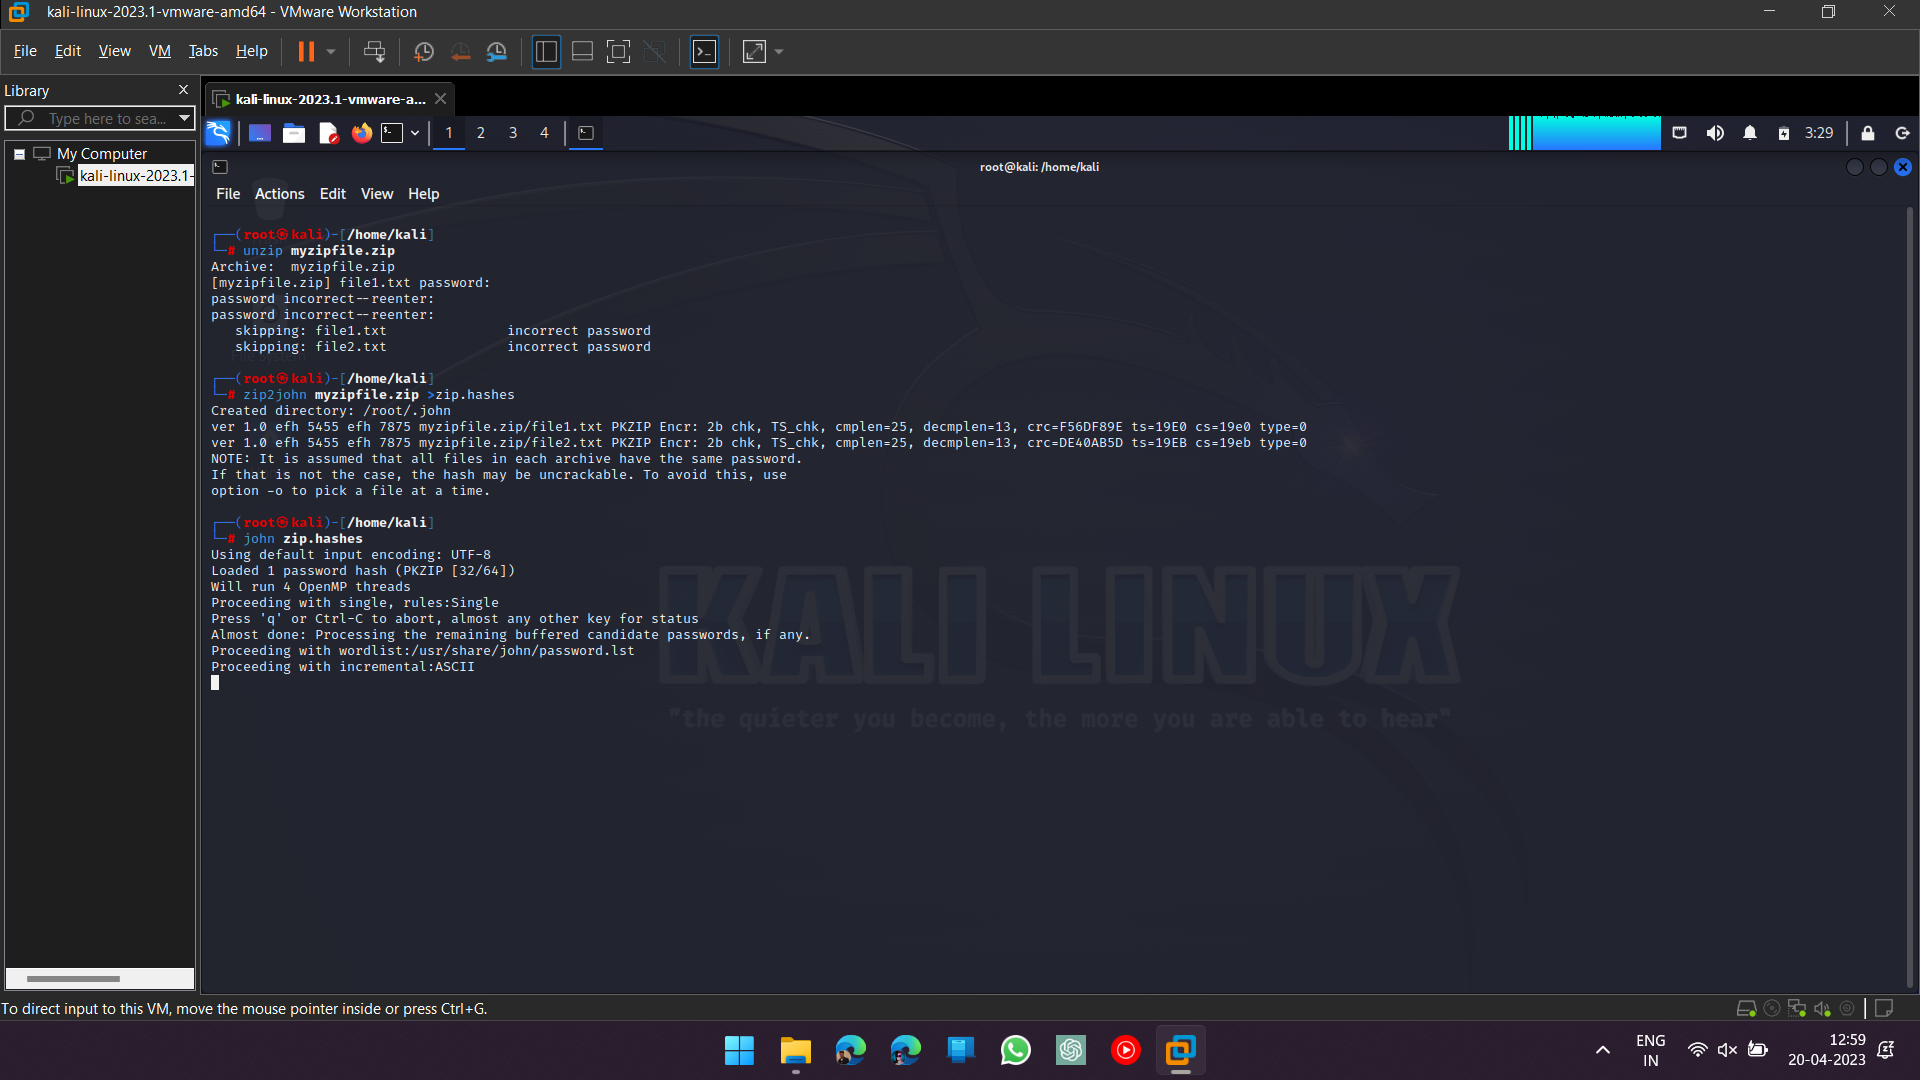 kali-linux-2023.1-vmware-amd64 - VMware Workstation
File Edit View VM Tabs Help
Library
Type here to sea...
My Computer
kali-linux-2023.1-
kali-linux-2023.1-vmware-a...
1 2 3 4
3:29
root@kali: /home/kali
File Actions Edit View Help
┌──(root㉿kali)-[/home/kali]
└─# unzip myzipfile.zip
Archive:  myzipfile.zip
[myzipfile.zip] file1.txt password:
password incorrect--reenter:
password incorrect--reenter:
   skipping: file1.txt               incorrect password
   skipping: file2.txt               incorrect password
┌──(root㉿kali)-[/home/kali]
└─# zip2john myzipfile.zip >zip.hashes
Created directory: /root/.john
ver 1.0 efh 5455 efh 7875 myzipfile.zip/file1.txt PKZIP Encr: 2b chk, TS_chk, cmplen=25, decmplen=13, crc=F56DF89E ts=19E0 cs=19e0 type=0
ver 1.0 efh 5455 efh 7875 myzipfile.zip/file2.txt PKZIP Encr: 2b chk, TS_chk, cmplen=25, decmplen=13, crc=DE40AB5D ts=19EB cs=19eb type=0
NOTE: It is assumed that all files in each archive have the same password.
If that is not the case, the hash may be uncrackable. To avoid this, use
option -o to pick a file at a time.
┌──(root㉿kali)-[/home/kali]
└─# john zip.hashes
Using default input encoding: UTF-8
Loaded 1 password hash (PKZIP [32/64])
Will run 4 OpenMP threads
Proceeding with single, rules:Single
Press 'q' or Ctrl-C to abort, almost any other key for status
Almost done: Processing the remaining buffered candidate passwords, if any.
Proceeding with wordlist:/usr/share/john/password.lst
Proceeding with incremental:ASCII
KALI LINUX
"the quieter you become, the more you are able to hear"
To direct input to this VM, move the mouse pointer inside or press Ctrl+G.
ENG
IN
12:59
20-04-2023